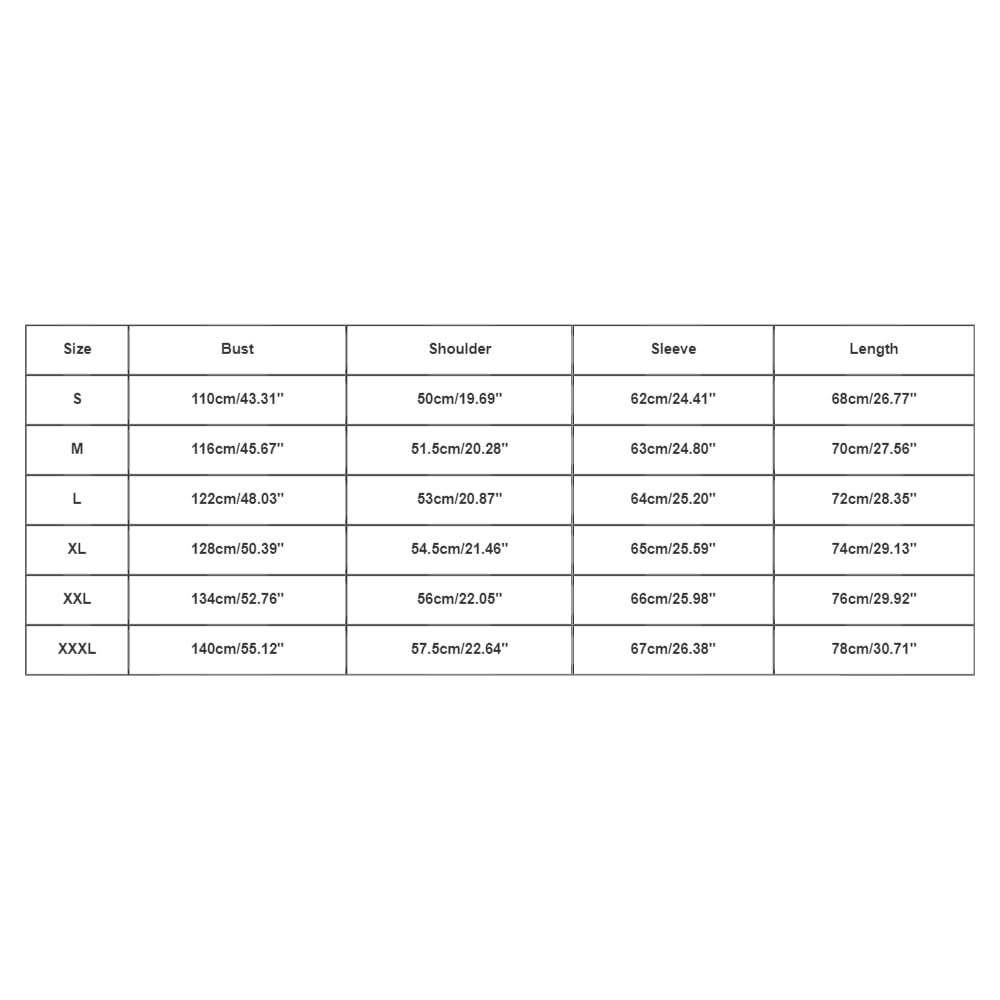 Size Bust Shoulder Sleeve Length
S 110cm/43.31" 50cm/19.69" 62cm/24.41" 68cm/26.77"
M 116cm/45.67" 51.5cm/20.28" 63cm/24.80" 70cm/27.56"
L 122cm/48.03" 53cm/20.87" 64cm/25.20" 72cm/28.35"
XL 128cm/50.39" 54.5cm/21.46" 65cm/25.59" 74cm/29.13"
XXL 134cm/52.76" 56cm/22.05" 66cm/25.98" 76cm/29.92"
XXXL 140cm/55.12" 57.5cm/22.64" 67cm/26.38" 78cm/30.71"